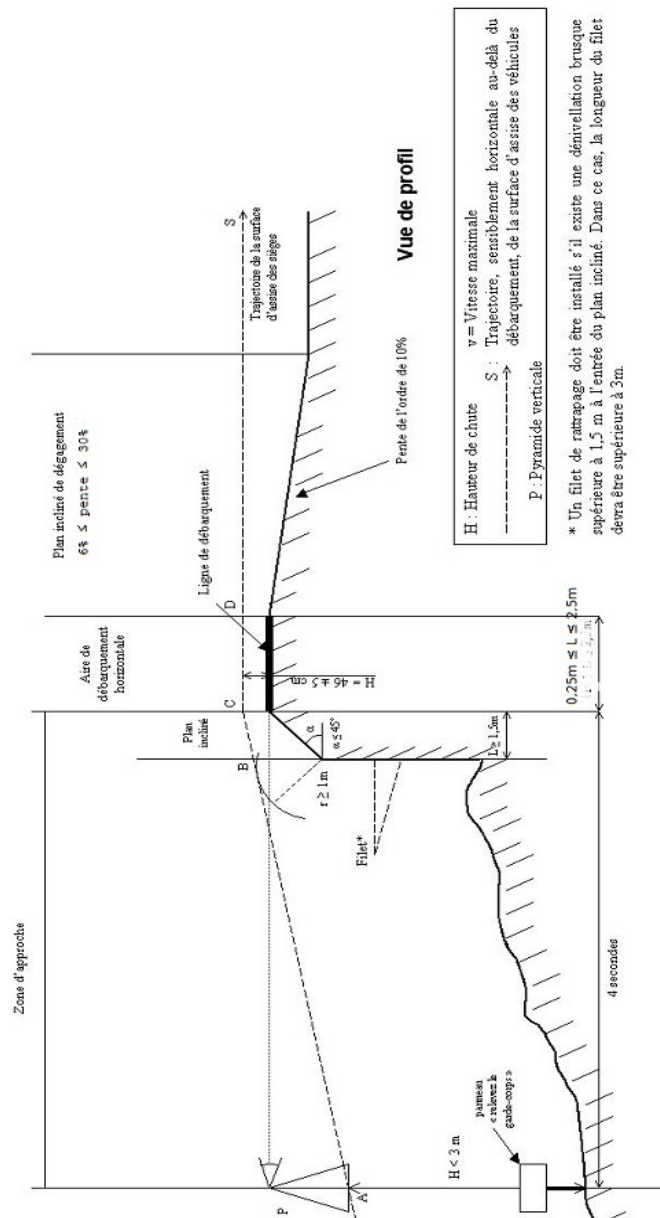 Zone d'approche
Plan
incliné
Aire de
débarquement
horizontale
Plan incliné de dégagement
6% ≤ pente ≤ 30%
Ligne de débarquement
Trajectoire de la surface
d'assise des sièges
P
A
B
C
D
S
H = 46 ± 5 cm
α
α ≤ 45°
r ≥ 1m
Filet*
Pente de l'ordre de 10%
Vue de profil
H < 3 m
panneau
« relevez le
garde-corps »
L ≥ 1,5m
0,25m ≤ L ≤ 2,5m
4 secondes
H : Hauteur de chute v = Vitesse maximale
S : Trajectoire, sensiblement horizontale au-delà du
débarquement, de la surface d'assise des véhicules
P : Pyramide verticale
* Un filet de rattrapage doit être installé s'il existe une dénivellation brusque
supérieure à 1,5 m à l'entrée du plan incliné. Dans ce cas, la longueur du filet
devra être supérieure à 3m.